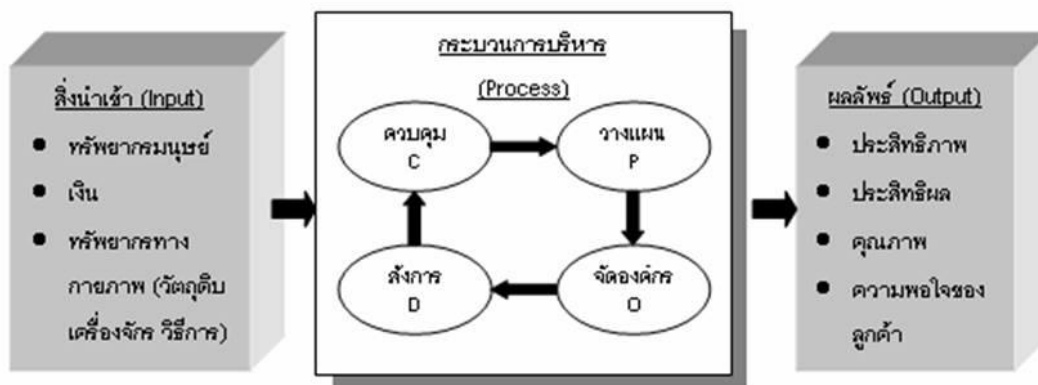 สิ่งนำเข้า (Input)
ทรัพยากรมนุษย์
เงิน
ทรัพยากรทาง
กายภาพ (วัตถุดิบ
เครื่องจักร วิธีการ)
กระบวนการบริหาร
(Process)
ควบคุม
C
วางแผน
P
สั่งการ
D
จัดองค์กร
O
ผลลัพธ์ (Output)
ประสิทธิภาพ
ประสิทธิผล
คุณภาพ
ความพอใจของ
ลูกค้า